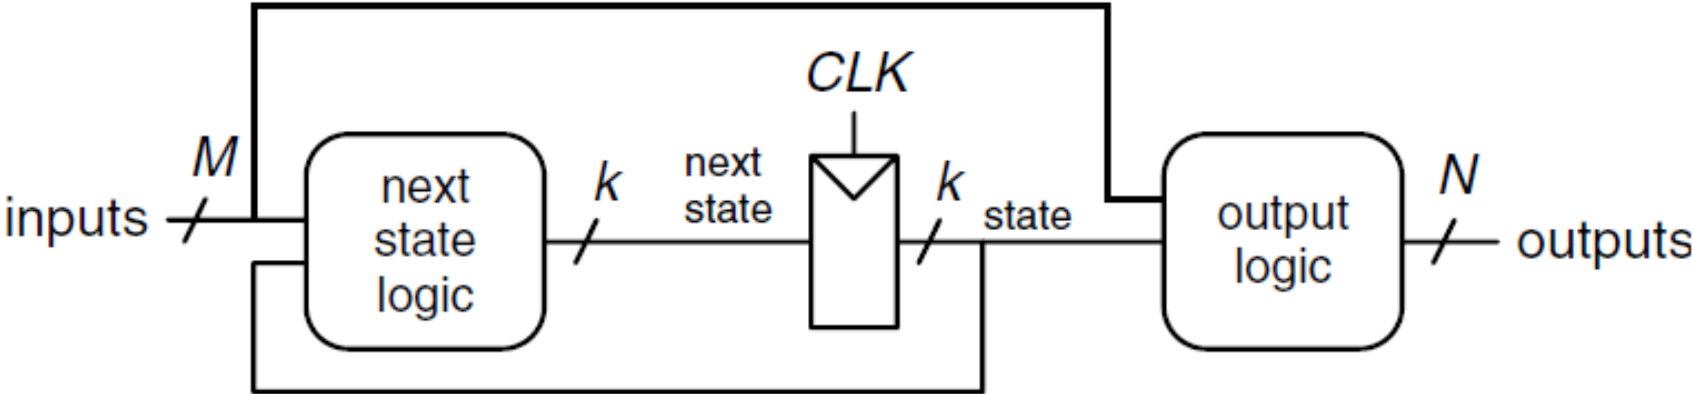 CLK
M
inputs
next
state
logic
k
next
state
k
state
output
logic
N
outputs